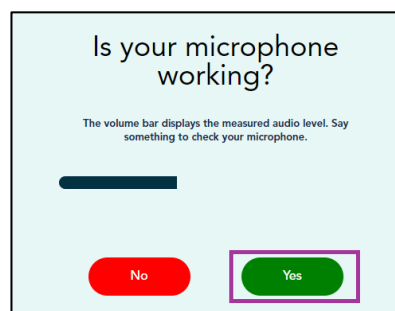 Is your microphone
working?
The volume bar displays the measured audio level. Say
something to check your microphone.
No
Yes